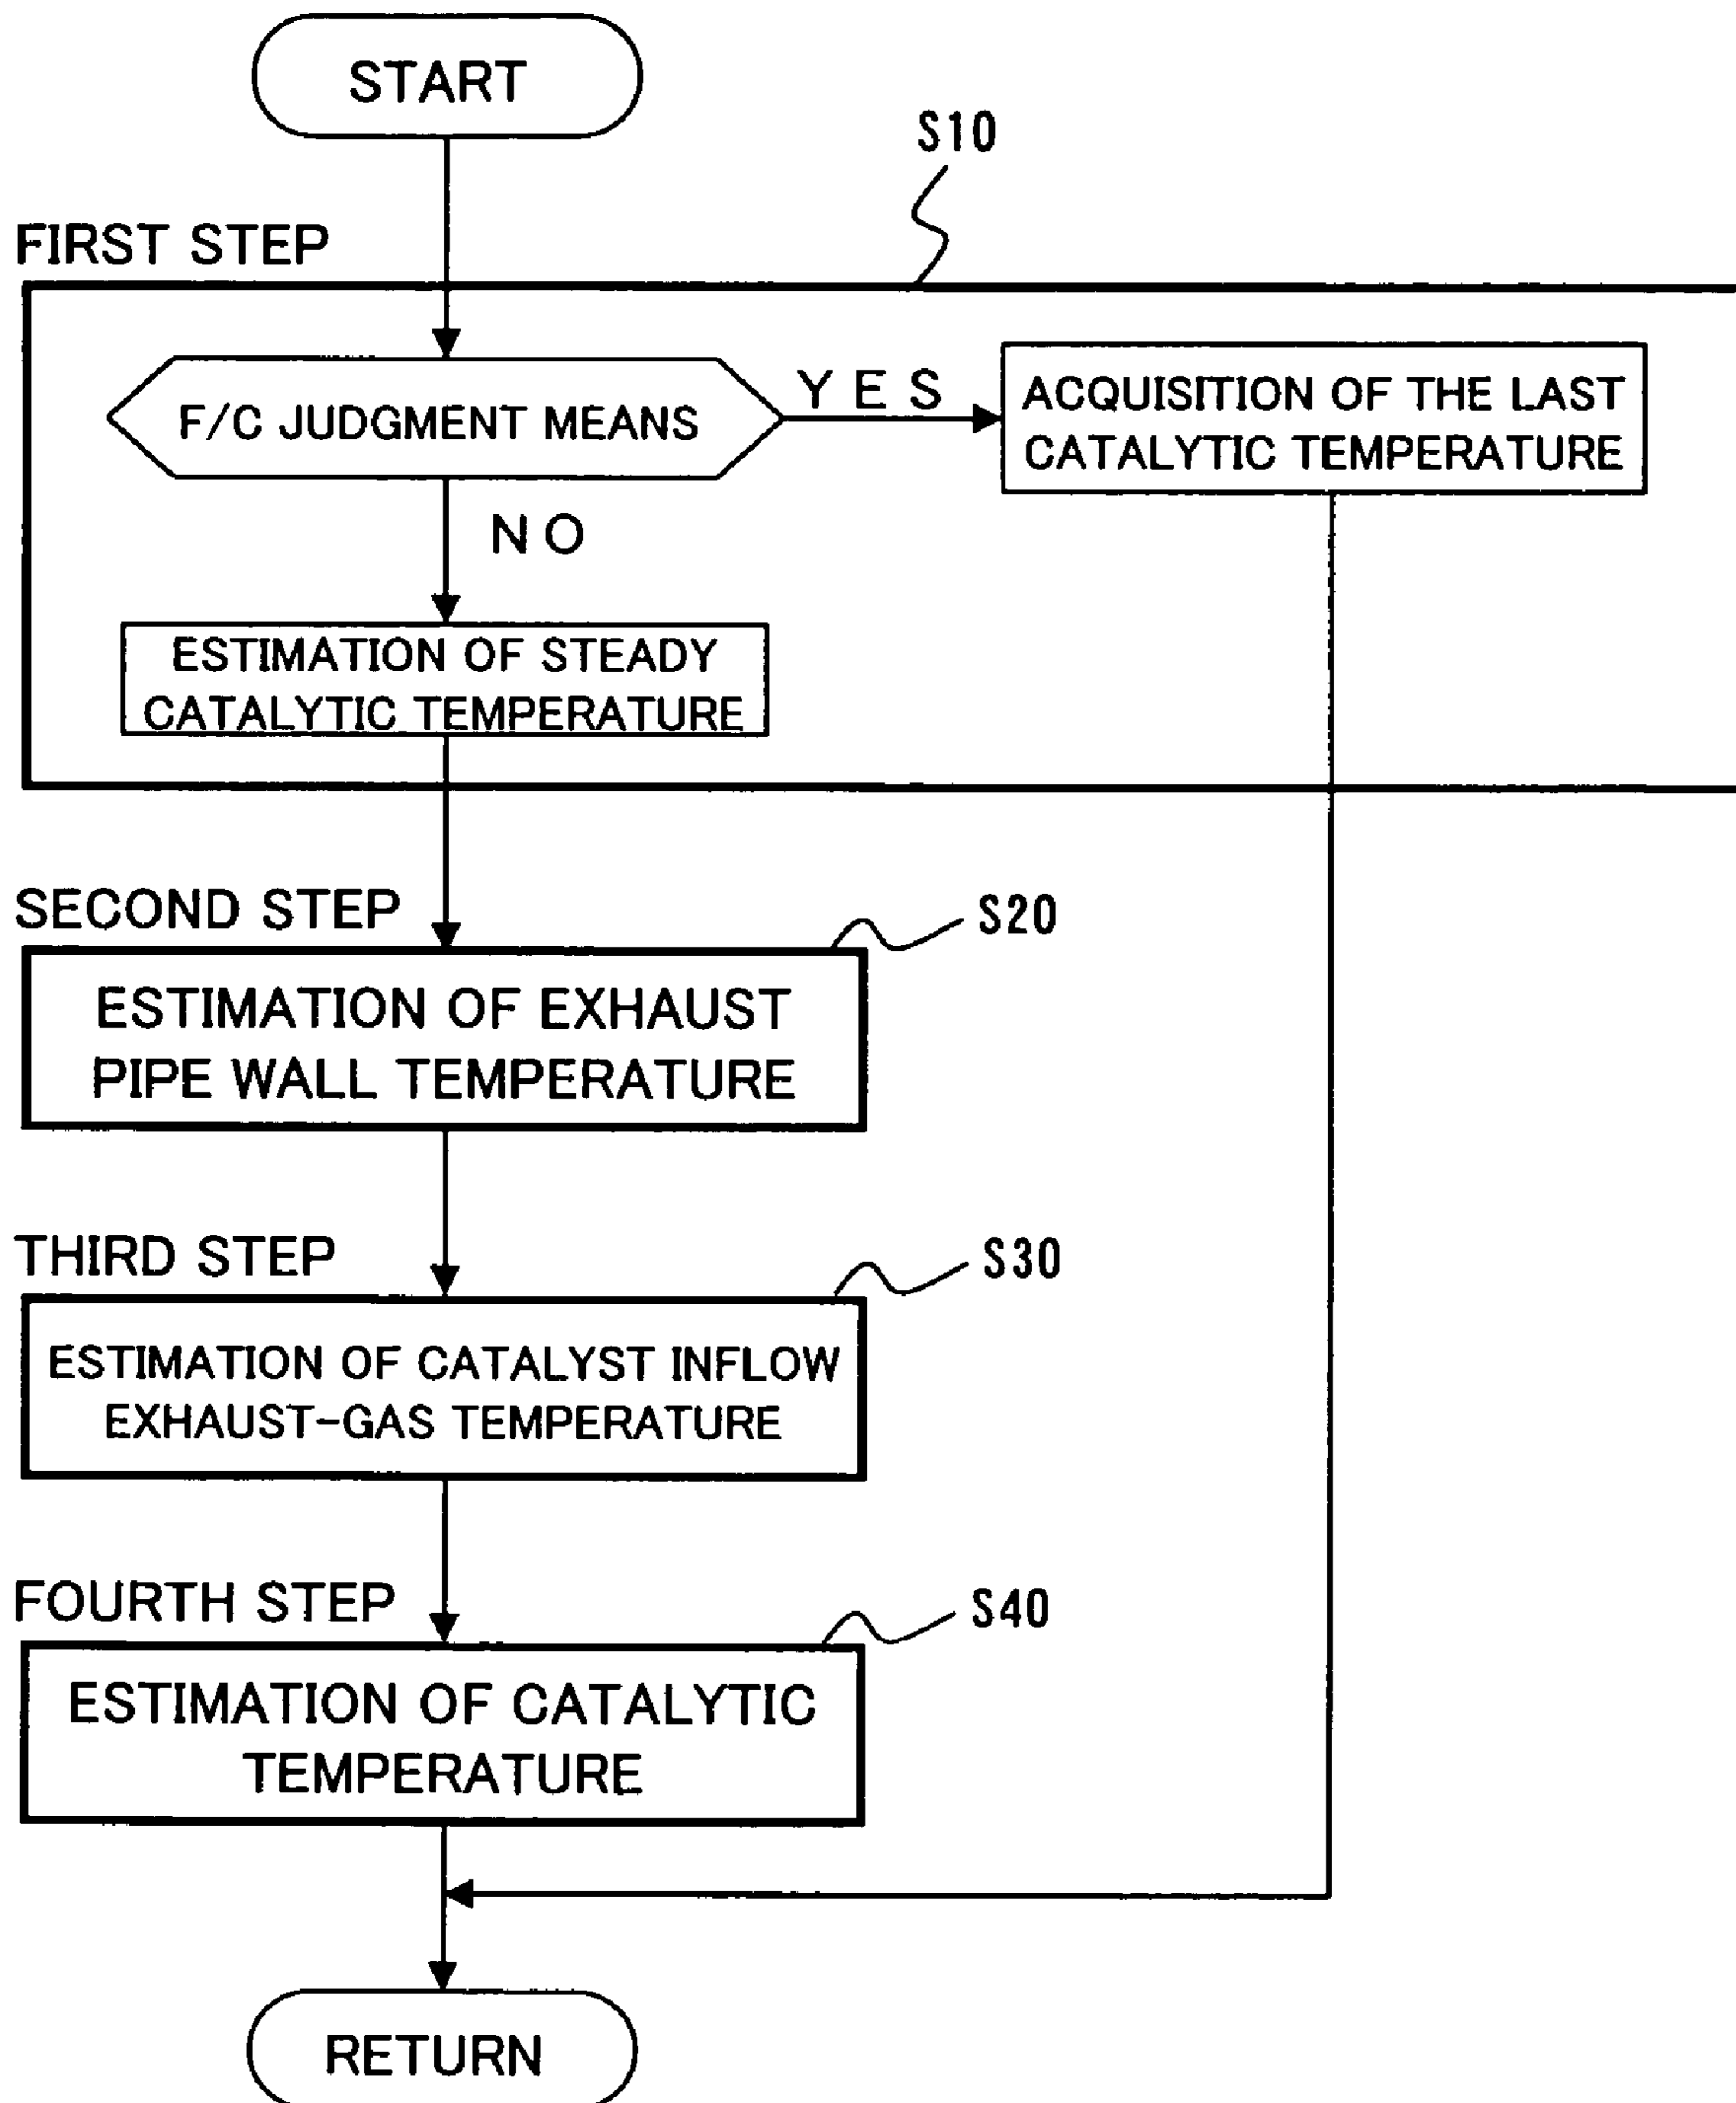 START
S10
FIRST STEP
F/C JUDGMENT MEANS
YES
ACQUISITION OF THE LAST
CATALYTIC TEMPERATURE
NO
ESTIMATION OF STEADY
CATALYTIC TEMPERATURE
SECOND STEP
S20
ESTIMATION OF EXHAUST
PIPE WALL TEMPERATURE
THIRD STEP
S30
ESTIMATION OF CATALYST INFLOW
EXHAUST-GAS TEMPERATURE
FOURTH STEP
S40
ESTIMATION OF CATALYTIC
TEMPERATURE
RETURN